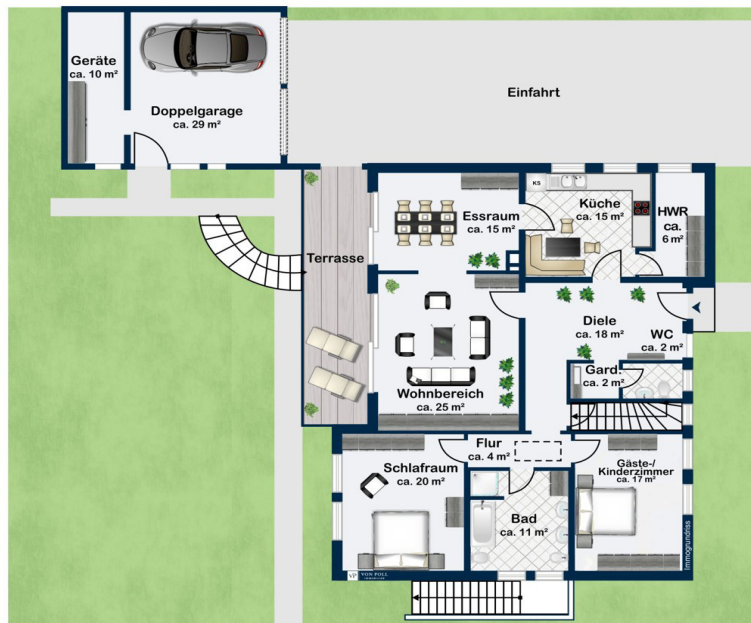 Geräte
ca. 10 m²
Doppelgarage
ca. 29 m²
Einfahrt
KS
Küche
ca. 15 m²
Essraum
ca. 15 m²
HWR
ca.
6 m²
Terrasse
Diele
ca. 18 m²
WC
ca. 2 m²
Gard.
ca. 2 m²
Wohnbereich
ca. 25 m²
Flur
ca. 4 m²
Schlafraum
ca. 20 m²
Gäste-/
Kinderzimmer
ca. 17 m²
Bad
ca. 11 m²
Immogrundriss
VP VON POLL
IMMOBILIEN